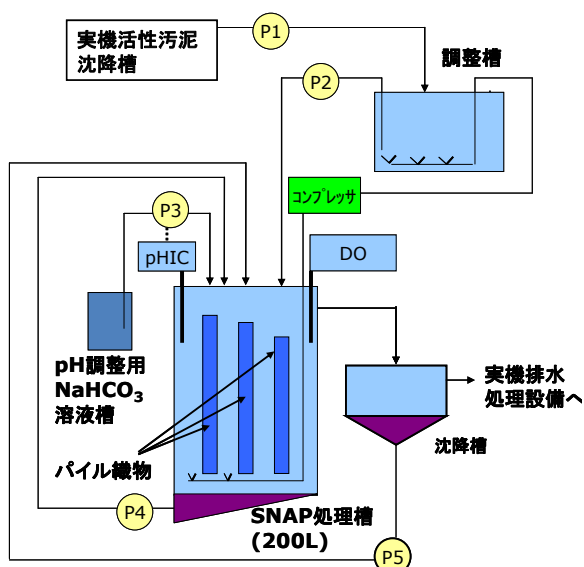 実機活性汚泥
沈降槽
P1
P2
調整槽
コンプレッサ
P3
pHIC
DO
pH調整用
NaHCO3
溶液槽
実機排水
処理設備へ
沈降槽
パイル織物
P4
SNAP処理槽
(200L)
P5